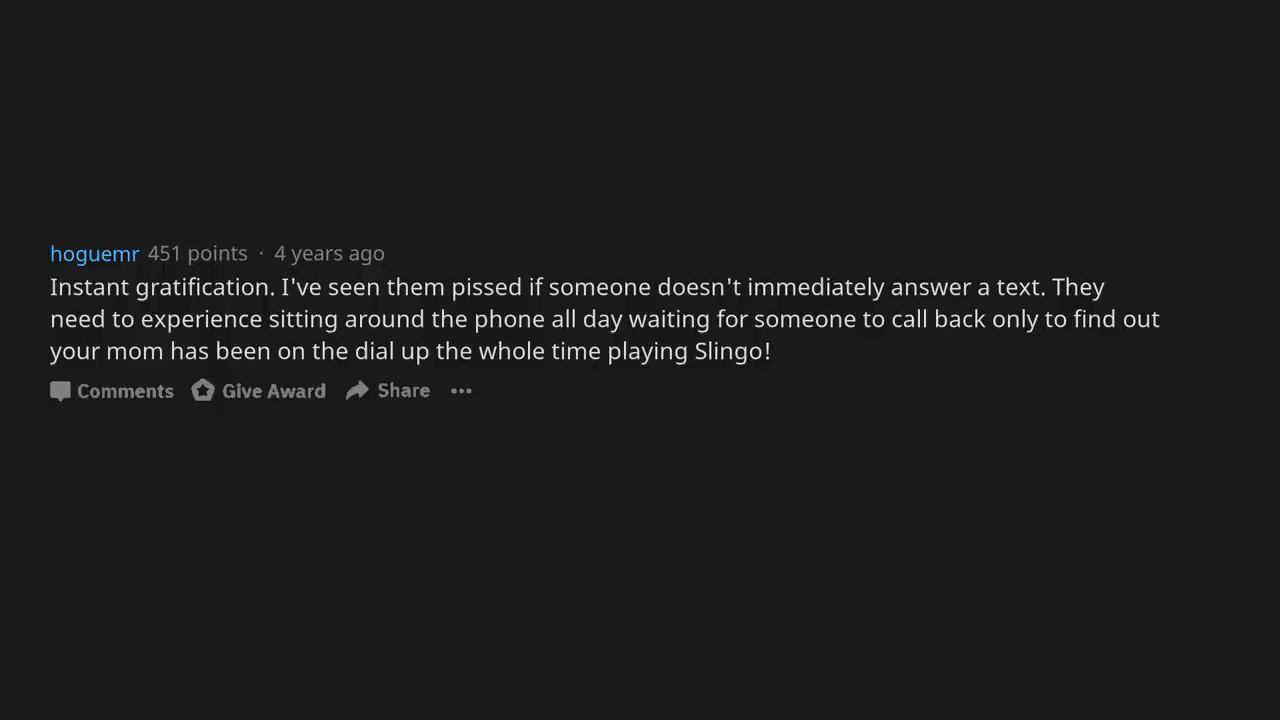 hoguemr 451 points · 4 years ago
Instant gratification. I've seen them pissed if someone doesn't immediately answer a text. They
need to experience sitting around the phone all day waiting for someone to call back only to find out
your mom has been on the dial up the whole time playing Slingo!
Comments Give Award Share ...